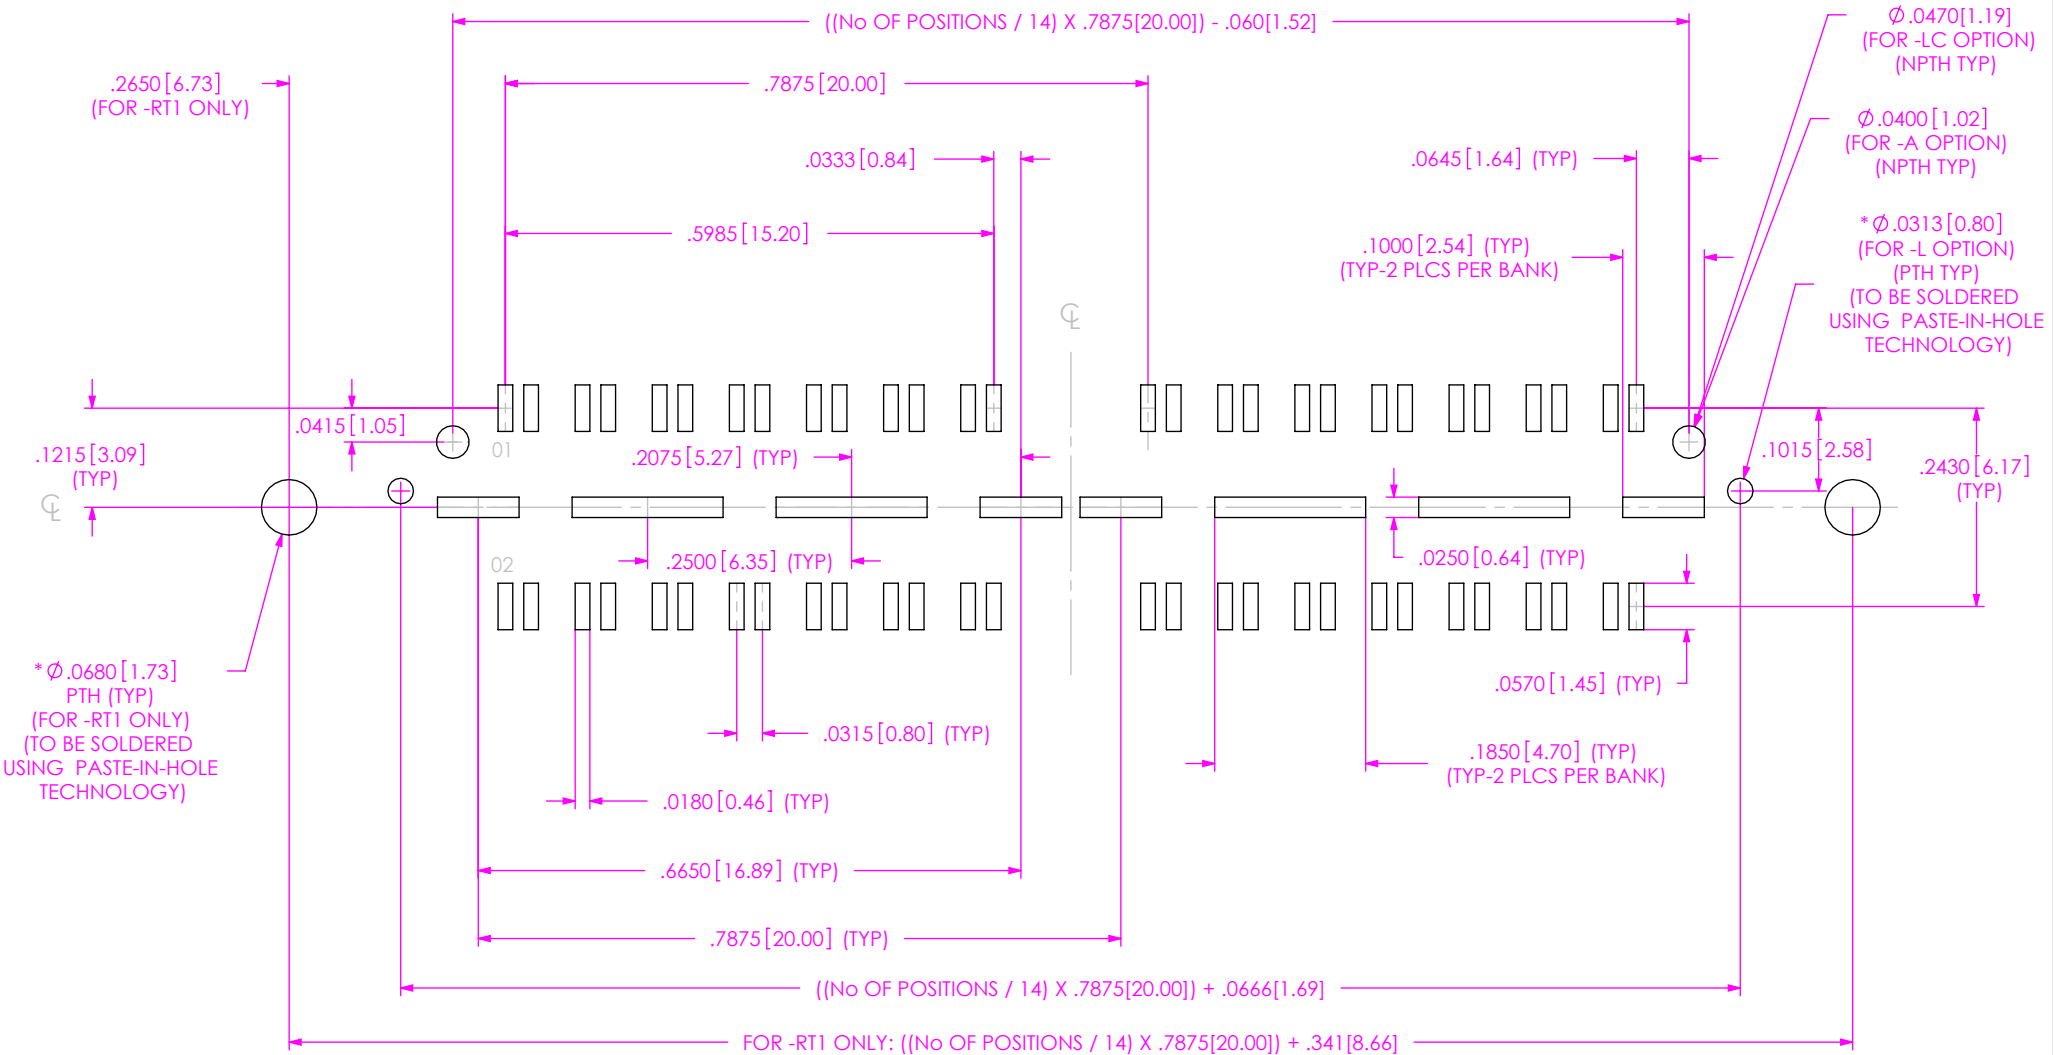 ((No OF POSITIONS / 14) X .7875[20.00]) - .060[1.52]
Ø.0470[1.19]
(FOR -LC OPTION)
(NPTH TYP)
.2650[6.73]
(FOR -RT1 ONLY)
.7875[20.00]
Ø.0400[1.02]
(FOR -A OPTION)
(NPTH TYP)
.0333[0.84]
.0645[1.64] (TYP)
*Ø.0313[0.80]
(FOR -L OPTION)
(PTH TYP)
(TO BE SOLDERED
USING PASTE-IN-HOLE
TECHNOLOGY)
.5985[15.20]
.1000[2.54] (TYP)
(TYP-2 PLCS PER BANK)
℄
.0415[1.05]
01
.1215[3.09]
(TYP)
.2075[5.27] (TYP)
.1015[2.58]
.2430[6.17]
(TYP)
℄
02
.2500[6.35] (TYP)
.0250[0.64] (TYP)
*Ø.0680[1.73]
PTH (TYP)
(FOR -RT1 ONLY)
(TO BE SOLDERED
USING PASTE-IN-HOLE
TECHNOLOGY)
.0570[1.45] (TYP)
.0315[0.80] (TYP)
.1850[4.70] (TYP)
(TYP-2 PLCS PER BANK)
.0180[0.46] (TYP)
.6650[16.89] (TYP)
.7875[20.00] (TYP)
((No OF POSITIONS / 14) X .7875[20.00]) + .0666[1.69]
FOR -RT1 ONLY: ((No OF POSITIONS / 14) X .7875[20.00]) + .341[8.66]